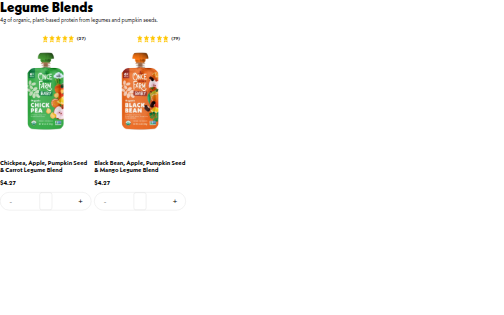 Legume Blends
4g of organic, plant-based protein from legumes and pumpkin seeds.
(37) (79)
ONCE UPON A FARM
CHICK PEA
ONCE UPON A FARM
BLACK BEAN
Chickpea, Apple, Pumpkin Seed & Carrot Legume Blend
Black Bean, Apple, Pumpkin Seed & Mango Legume Blend
$4.27 $4.27
- + - +